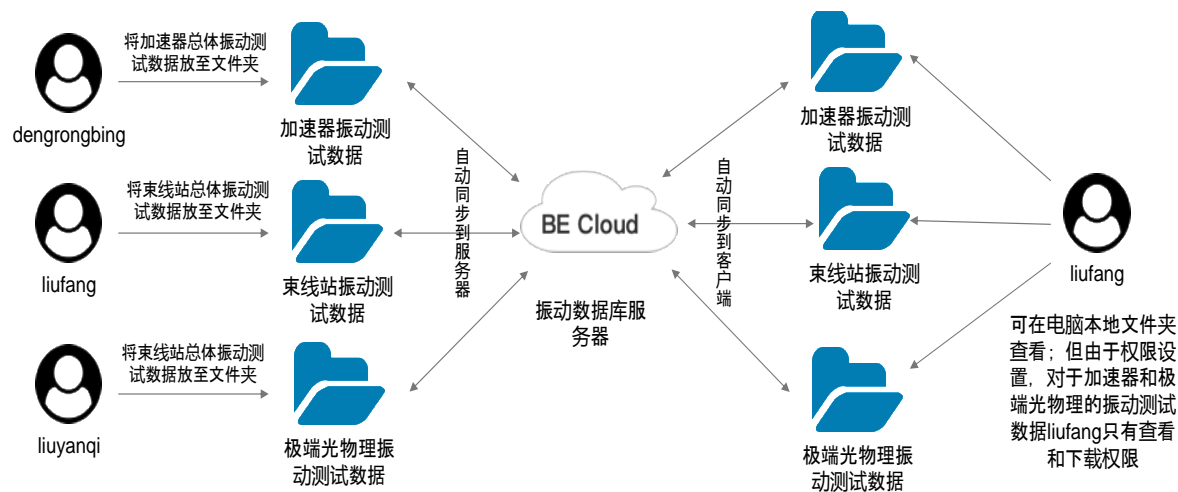 将加速器总体振动测
试数据放至文件夹
dengrongbing
加速器振动测
试数据
将束线站总体振动测
试数据放至文件夹
liufang
束线站振动测
试数据
将束线站总体振动测
试数据放至文件夹
liuyanqi
极端光物理振
动测试数据
自动同步到服务器
BE Cloud
振动数据库服
务器
自动同步到客户端
加速器振动测
试数据
束线站振动测
试数据
极端光物理振
动测试数据
liufang
可在电脑本地文件夹
查看；但由于权限设
置，对于加速器和极
端光物理的振动测试
数据liufang只有查看
和下载权限